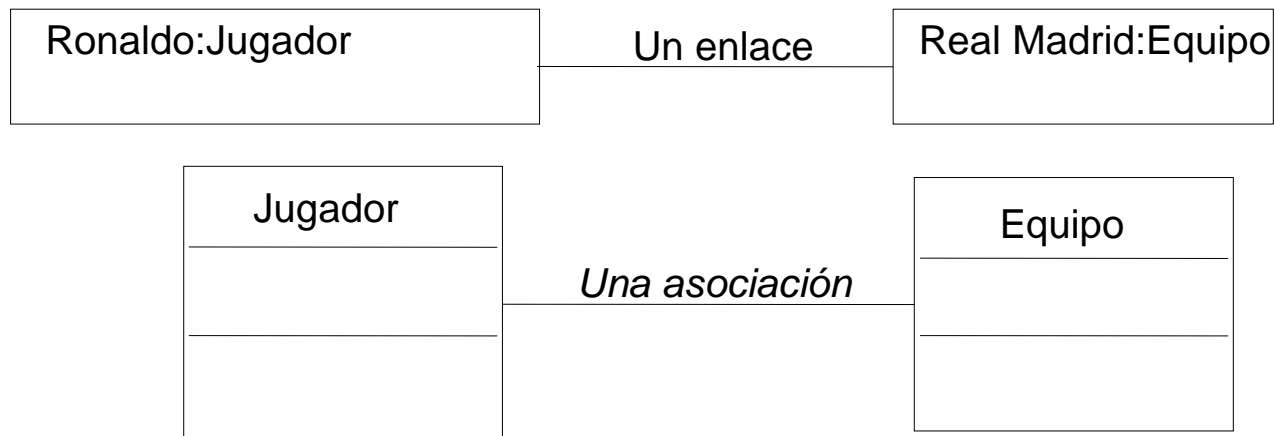 Ronaldo:Jugador
Un enlace
Real Madrid:Equipo
Jugador
Equipo
Una asociación